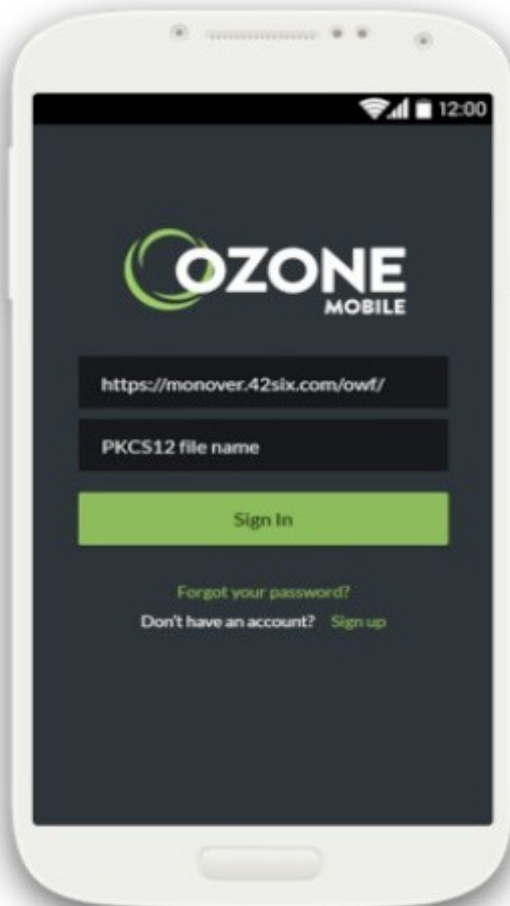 12:00
OZONE
MOBILE
https://monover.42six.com/owf/
PKCS12 file name
Sign In
Forgot your password?
Don't have an account? Sign up